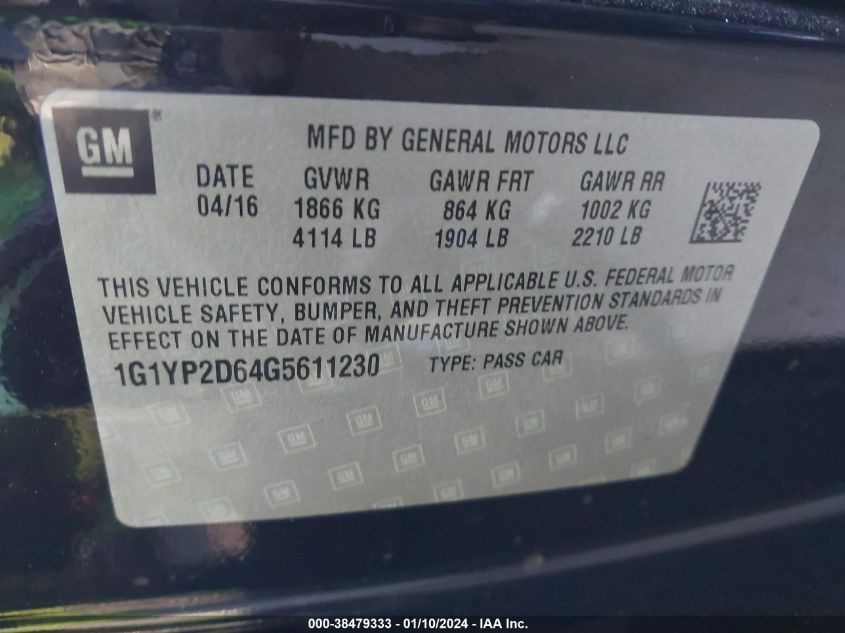 GM
MFD BY GENERAL MOTORS LLC
DATE GVWR GAWR FRT GAWR RR
04/16 1866 KG 864 KG 1002 KG
4114 LB 1904 LB 2210 LB
THIS VEHICLE CONFORMS TO ALL APPLICABLE U.S. FEDERAL MOTOR
VEHICLE SAFETY, BUMPER, AND THEFT PREVENTION STANDARDS IN
EFFECT ON THE DATE OF MANUFACTURE SHOWN ABOVE.
1G1YP2D64G5611230 TYPE: PASS CAR
000-38479333 - 01/10/2024 - IAA Inc.